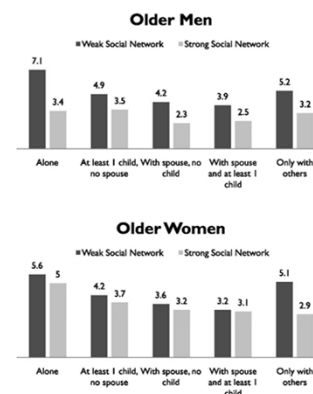 Older Men
Weak Social Network Strong Social Network
7.1 3.4 4.9 3.5 4.2 2.3 3.9 2.5 5.2 3.2
Alone At least 1 child, With spouse, no With spouse Only with
no spouse child and at least 1 others
child
Older Women
Weak Social Network Strong Social Network
5.6 5 4.2 3.7 3.6 3.2 3.2 3.1 5.1 2.9
Alone At least 1 child, With spouse, no With spouse Only with
no spouse child and at least 1 others
child